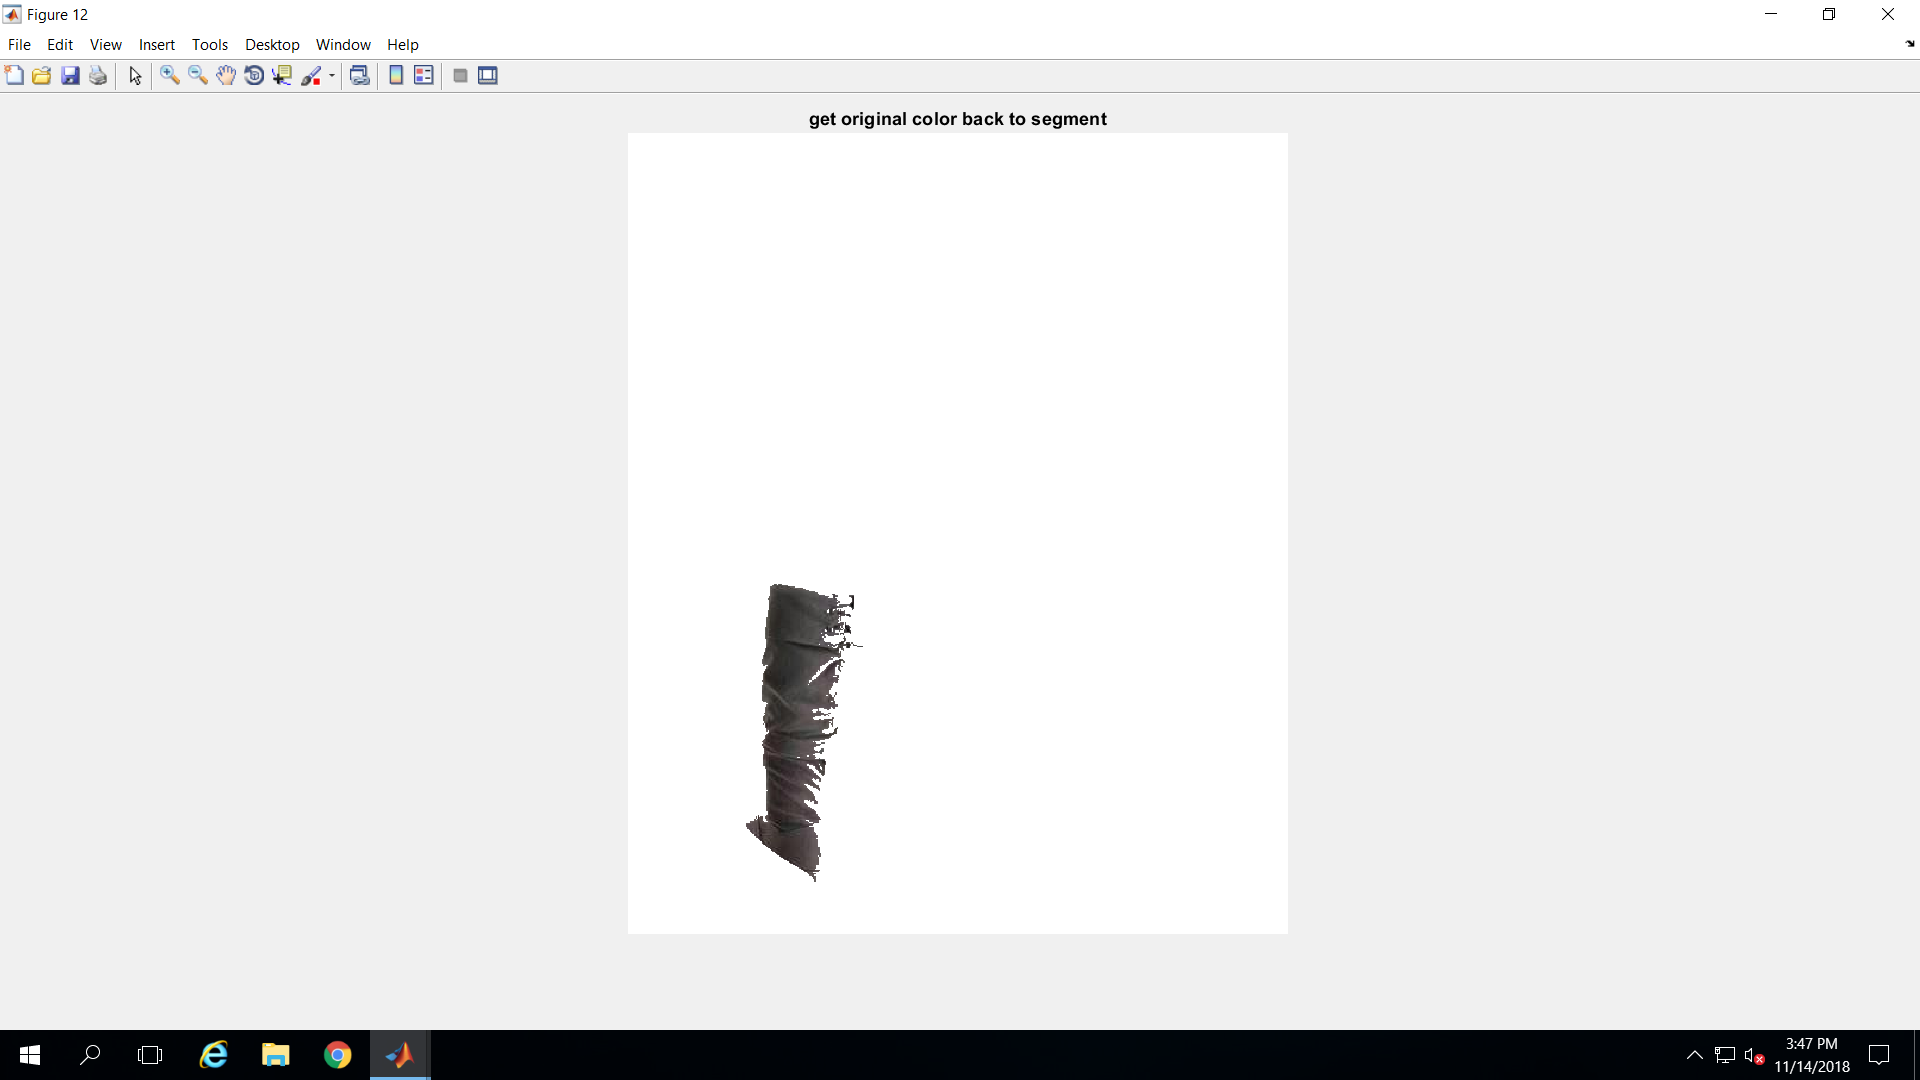 Figure 12
File Edit View Insert Tools Desktop Window Help
get original color back to segment
3:47 PM
11/14/2018